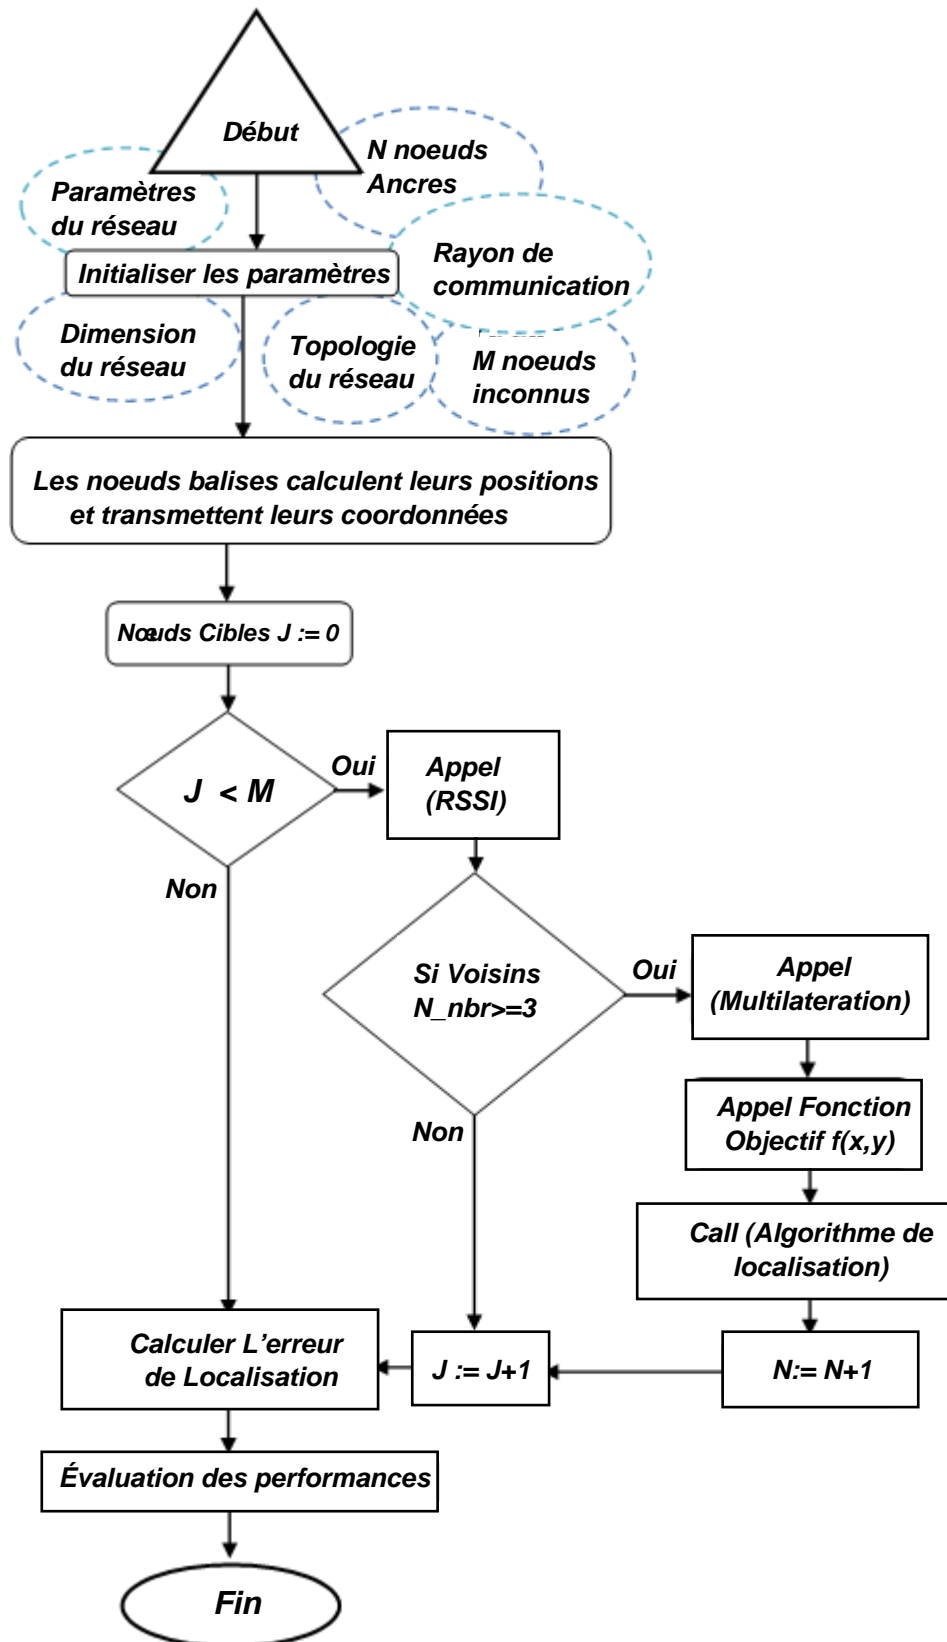 Début
N noeuds
Ancres
Paramètres
du réseau
Rayon de
communication
Initialiser les paramètres
Dimension
du réseau
Topologie
du réseau
M noeuds
inconnus
Les noeuds balises calculent leurs positions
et transmettent leurs coordonnées
Nœuds Cibles J := 0
J < M
Oui
Appel
(RSSI)
Non
Si Voisins
N_nbr>=3
Oui
Appel
(Multilateration)
Non
Appel Fonction
Objectif f(x,y)
Call (Algorithme de
localisation)
Calculer L'erreur
de Localisation
J := J+1
N:= N+1
Évaluation des performances
Fin